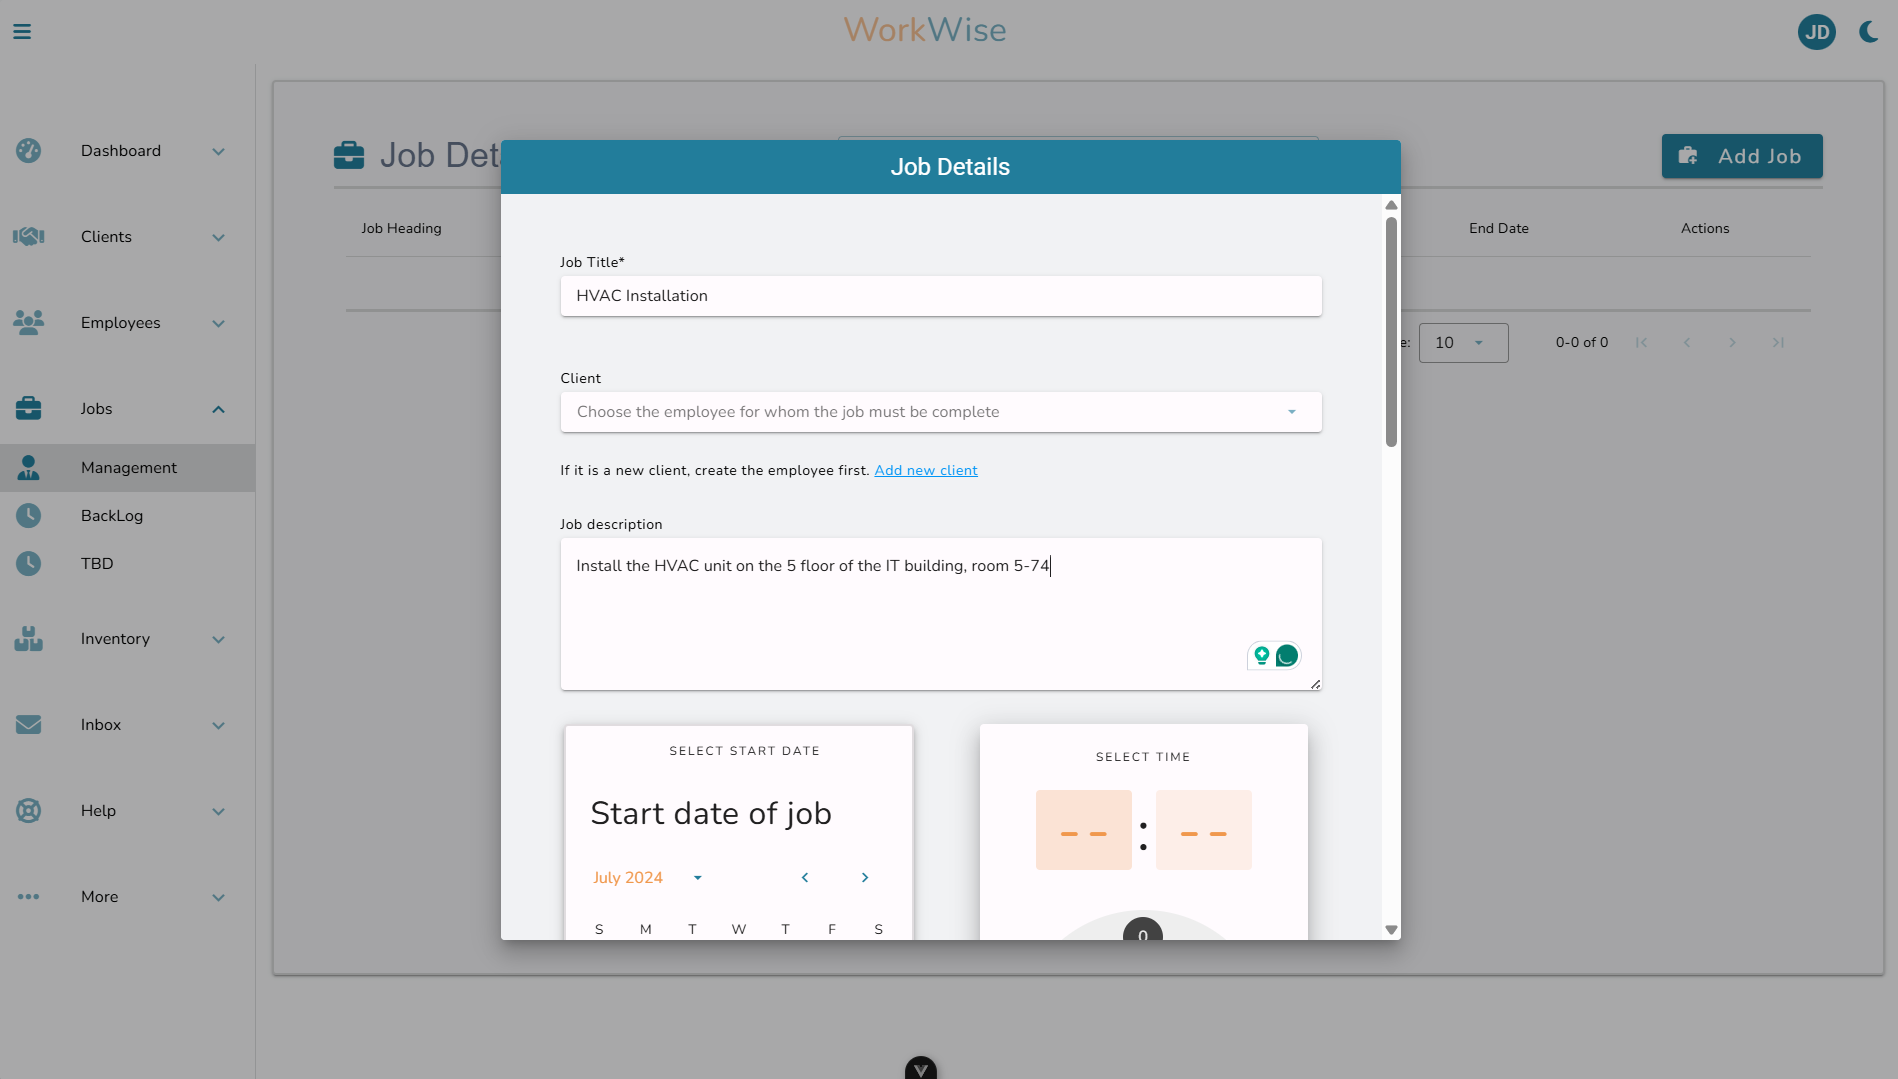 WorkWise
JD
Dashboard
Clients
Employees
Jobs
Management
BackLog
TBD
Inventory
Inbox
Help
More
Job Det
Add Job
Job Heading
End Date
Actions
e:
10
0-0 of 0
Job Details
Job Title*
HVAC Installation
Client
Choose the employee for whom the job must be complete
If it is a new client, create the employee first. Add new client
Job description
Install the HVAC unit on the 5 floor of the IT building, room 5-74
SELECT START DATE
Start date of job
July 2024
S M T W T F S
SELECT TIME
-- : --
0